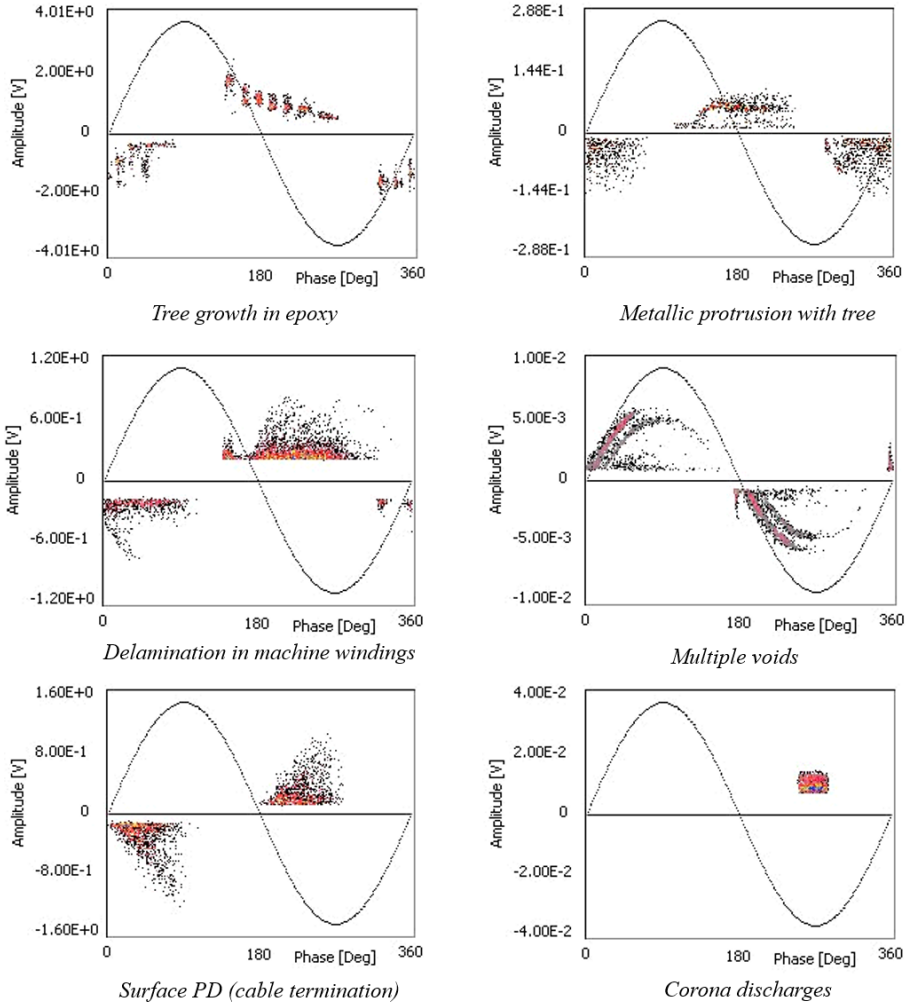 4.01E+0
2.00E+0
0
-2.00E+0
-4.01E+0
Amplitude [V]
0
180
360
Phase [Deg]
Tree growth in epoxy
2.88E-1
1.44E-1
0
-1.44E-1
-2.88E-1
Amplitude [V]
0
180
360
Phase [Deg]
Metallic protrusion with tree
1.20E+0
6.00E-1
0
-6.00E-1
-1.20E+0
Amplitude [V]
0
180
360
Phase [Deg]
Delamination in machine windings
1.00E-2
5.00E-3
0
-5.00E-3
-1.00E-2
Amplitude [V]
0
180
360
Phase [Deg]
Multiple voids
1.60E+0
8.00E-1
0
-8.00E-1
-1.60E+0
Amplitude [V]
0
180
360
Phase [Deg]
Surface PD (cable termination)
4.00E-2
2.00E-2
0
-2.00E-2
-4.00E-2
Amplitude [V]
0
180
360
Phase [Deg]
Corona discharges